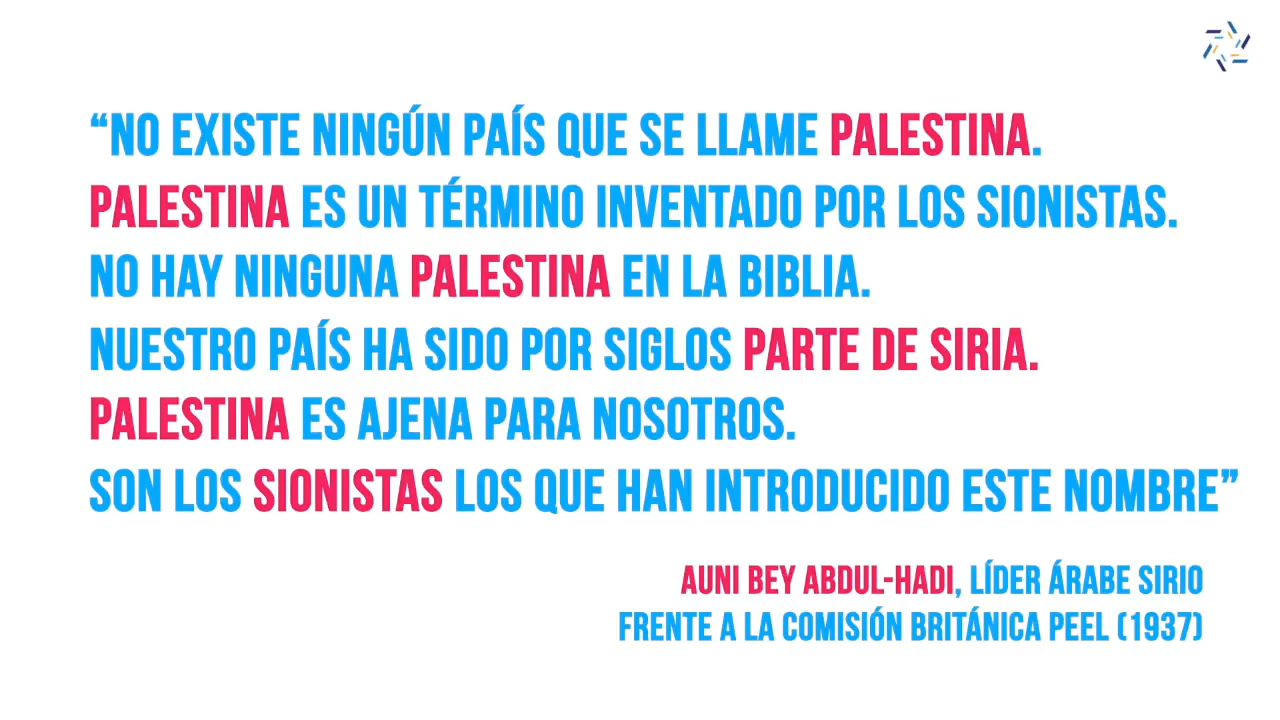 “NO EXISTE NINGÚN PAÍS QUE SE LLAME PALESTINA.
PALESTINA ES UN TÉRMINO INVENTADO POR LOS SIONISTAS.
NO HAY NINGUNA PALESTINA EN LA BIBLIA.
NUESTRO PAÍS HA SIDO POR SIGLOS PARTE DE SIRIA.
PALESTINA ES AJENA PARA NOSOTROS.
SON LOS SIONISTAS LOS QUE HAN INTRODUCIDO ESTE NOMBRE”
AUNI BEY ABDUL-HADI, LÍDER ÁRABE SIRIO
FRENTE A LA COMISIÓN BRITÁNICA PEEL (1937)